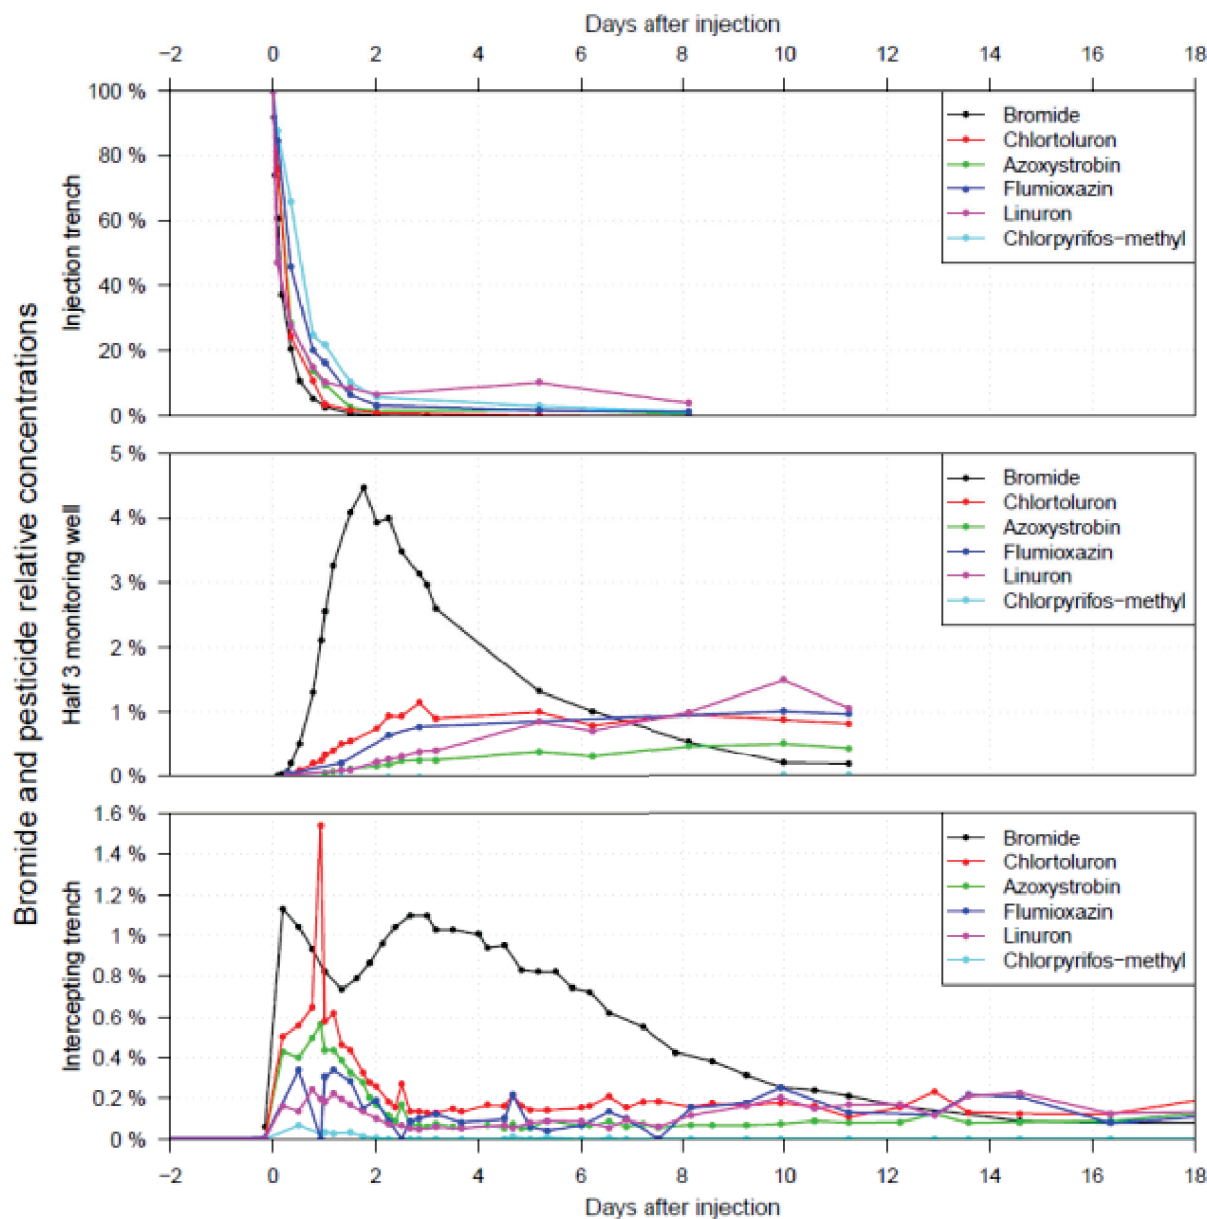 Days after injection
−2 0 2 4 6 8 10 12 14 16 18
Bromide and pesticide relative concentrations
Injection trench
100 %
80 %
60 %
40 %
20 %
0 %
Bromide
Chlortoluron
Azoxystrobin
Flumioxazin
Linuron
Chlorpyrifos−methyl
Half 3 monitoring well
5 %
4 %
3 %
2 %
1 %
0 %
Bromide
Chlortoluron
Azoxystrobin
Flumioxazin
Linuron
Chlorpyrifos−methyl
Intercepting trench
1.6 %
1.4 %
1.2 %
1 %
0.8 %
0.6 %
0.4 %
0.2 %
0 %
Bromide
Chlortoluron
Azoxystrobin
Flumioxazin
Linuron
Chlorpyrifos−methyl
−2 0 2 4 6 8 10 12 14 16 18
Days after injection